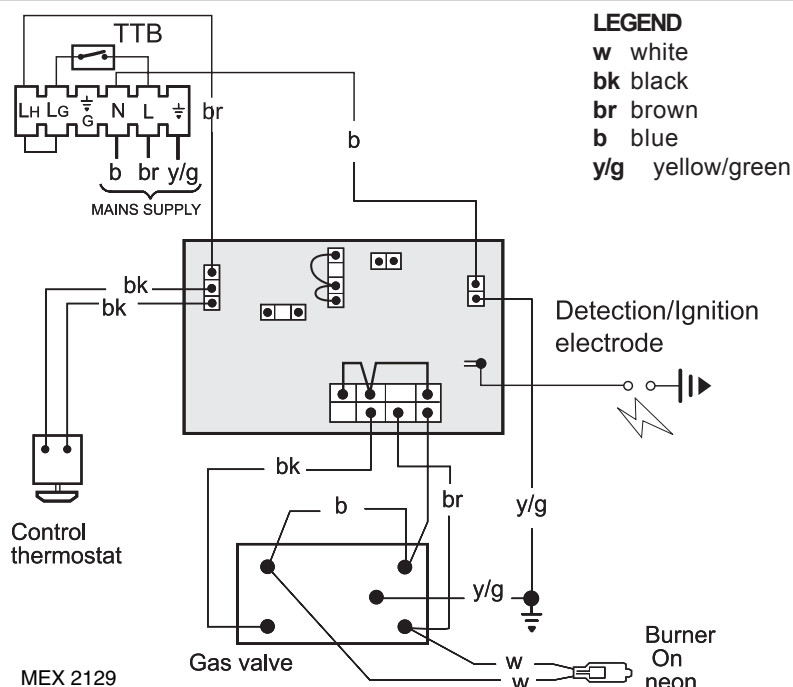 TTB
LEGEND
w white
bk black
br brown
b blue
y/g yellow/green
LH LG G N L
br
b br y/g
MAINS SUPPLY
b
bk
bk
Detection/Ignition
electrode
bk
b
br
y/g
Control
thermostat
y/g
Gas valve
w
w
Burner
On
neon
MEX 2129